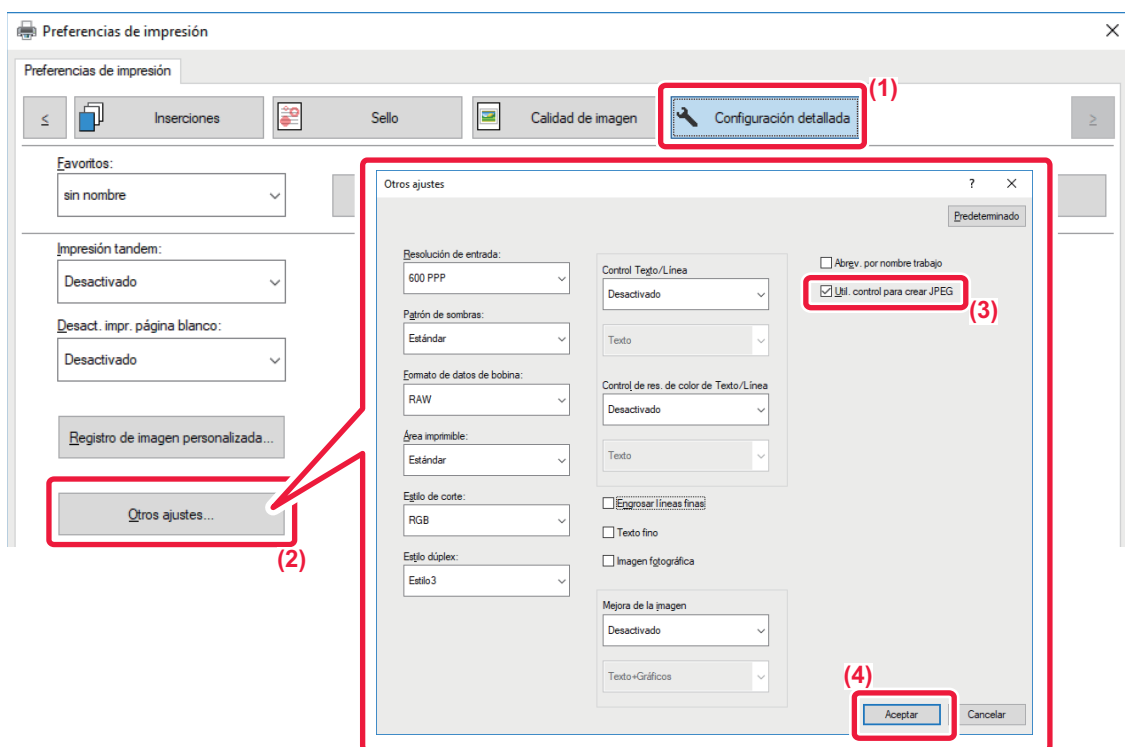 Preferencias de impresión
Preferencias de impresión
(1)
<
Inserciones
Sello
Calidad de imagen
Configuración detallada
>
Favoritos:
sin nombre
Impresión tandem:
Desactivado
Desact. impr. página blanco:
Desactivado
Registro de imagen personalizada...
Otros ajustes...
(2)
Otros ajustes
?
Predeterminado
Resolución de entrada:
600 PPP
Patrón de sombras:
Estándar
Formato de datos de bobina:
RAW
Área imprimible:
Estándar
Estilo de corte:
RGB
Estilo dúplex:
Estilo3
Control Texto/Línea
Desactivado
Texto
Control de res. de color de Texto/Línea
Desactivado
Texto
Engrosar líneas finas
Texto fino
Imagen fotográfica
Mejora de la imagen
Desactivado
Texto+Gráficos
Abrev. por nombre trabajo
Util. control para crear JPEG
(3)
(4)
Aceptar
Cancelar